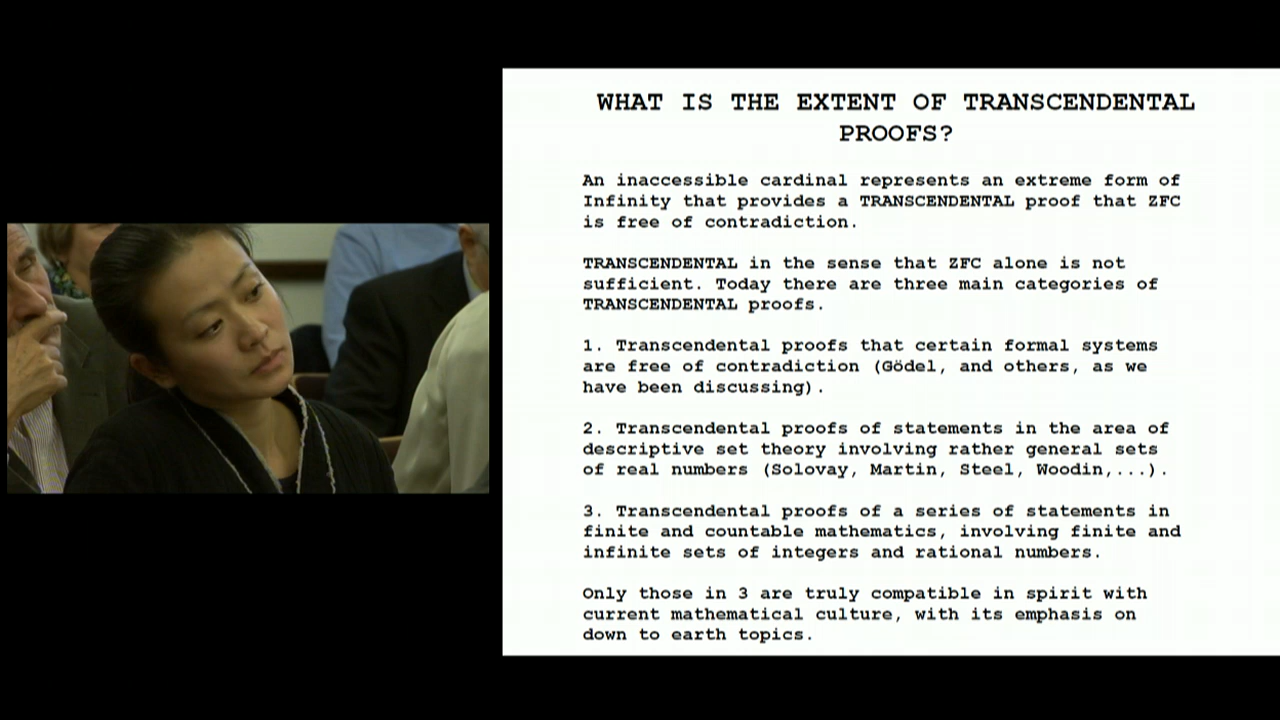 WHAT IS THE EXTENT OF TRANSCENDENTAL
PROOFS?
An inaccessible cardinal represents an extreme form of
Infinity that provides a TRANSCENDENTAL proof that ZFC
is free of contradiction.
TRANSCENDENTAL in the sense that ZFC alone is not
sufficient. Today there are three main categories of
TRANSCENDENTAL proofs.
1. Transcendental proofs that certain formal systems
are free of contradiction (Gödel, and others, as we
have been discussing).
2. Transcendental proofs of statements in the area of
descriptive set theory involving rather general sets
of real numbers (Solovay, Martin, Steel, Woodin,...).
3. Transcendental proofs of a series of statements in
finite and countable mathematics, involving finite and
infinite sets of integers and rational numbers.
Only those in 3 are truly compatible in spirit with
current mathematical culture, with its emphasis on
down to earth topics.